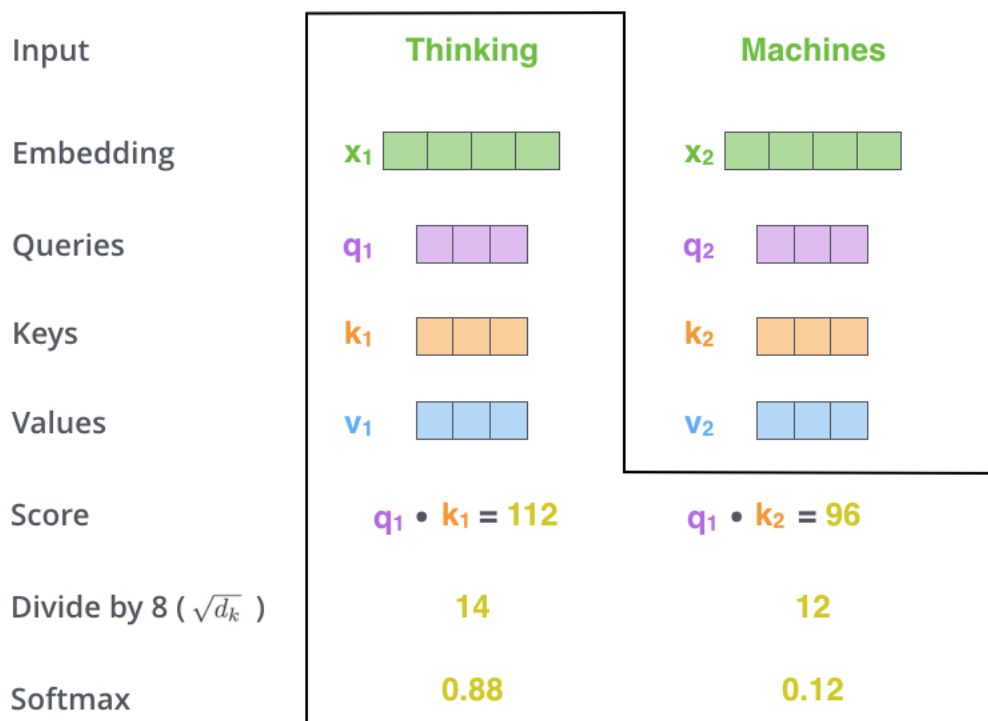 Input Thinking Machines
Embedding x₁ x₂
Queries q₁ q₂
Keys k₁ k₂
Values v₁ v₂
Score q₁ • k₁ = 112 q₁ • k₂ = 96
Divide by 8 ( √dₖ ) 14 12
Softmax 0.88 0.12